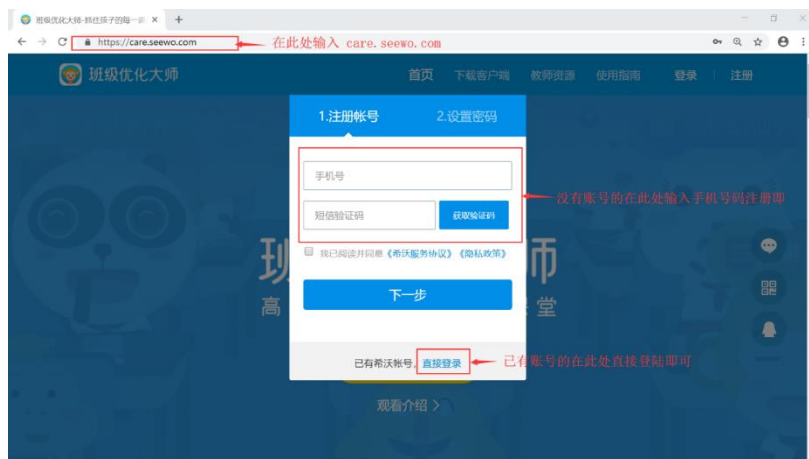 班级优化大师-抓住孩子的每一
https://care.seewo.com
在此处输入 care.seewo.com
班级优化大师
首页 下载客户端 教师资源 使用指南 登录 注册
1.注册帐号 2.设置密码
手机号
没有账号的在此处输入手机号码注册即
短信验证码 获取验证码
我已阅读并同意《希沃服务协议》《隐私政策》
班 师
下一步
高 堂
已有希沃帐号,直接登录
已有账号的在此处直接登陆即可
观看介绍 >